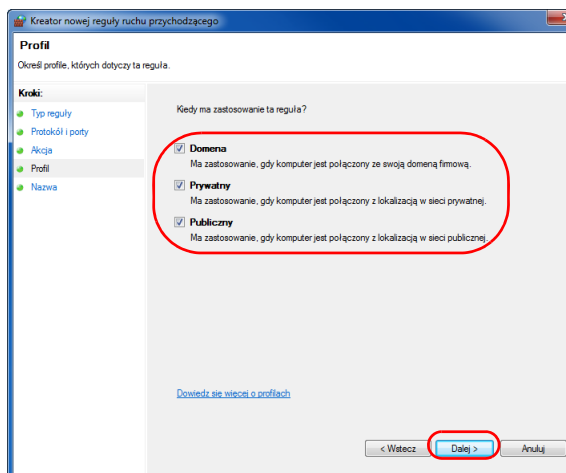 Kreator nowej reguły ruchu przychodzącego
Profil
Określ profile, których dotyczy ta reguła.
Kroki:
Typ reguły
Protokół i porty
Akcja
Profil
Nazwa
Kiedy ma zastosowanie ta reguła?
Domena
Ma zastosowanie, gdy komputer jest połączony ze swoją domeną firmową.
Prywatny
Ma zastosowanie, gdy komputer jest połączony z lokalizacją w sieci prywatnej.
Publiczny
Ma zastosowanie, gdy komputer jest połączony z lokalizacją w sieci publicznej.
Dowiedz się więcej o profilach
< Wstecz
Dalej >
Anuluj